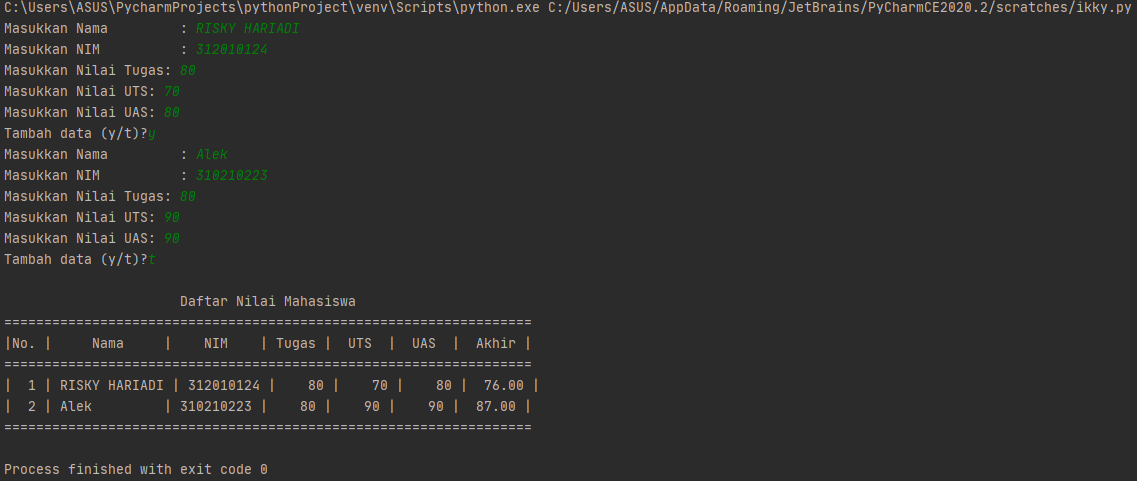 C:\Users\ASUS\PycharmProjects\pythonProject\venv\Scripts\python.exe C:/Users/ASUS/AppData/Roaming/JetBrains/PyCharmCE2020.2/scratches/ikky.py
Masukkan Nama         : RISKY HARIADI
Masukkan NIM          : 312010124
Masukkan Nilai Tugas: 80
Masukkan Nilai UTS: 70
Masukkan Nilai UAS: 80
Tambah data (y/t)?y
Masukkan Nama         : Alek
Masukkan NIM          : 310210223
Masukkan Nilai Tugas: 80
Masukkan Nilai UTS: 90
Masukkan Nilai UAS: 90
Tambah data (y/t)?t
                      Daftar Nilai Mahasiswa
==================================================================
|No. |     Nama     |    NIM    | Tugas |  UTS  |  UAS  |  Akhir |
==================================================================
|  1 | RISKY HARIADI | 312010124 |    80 |    70 |    80 |  76.00 |
|  2 | Alek         | 310210223 |    80 |    90 |    90 |  87.00 |
==================================================================
Process finished with exit code 0